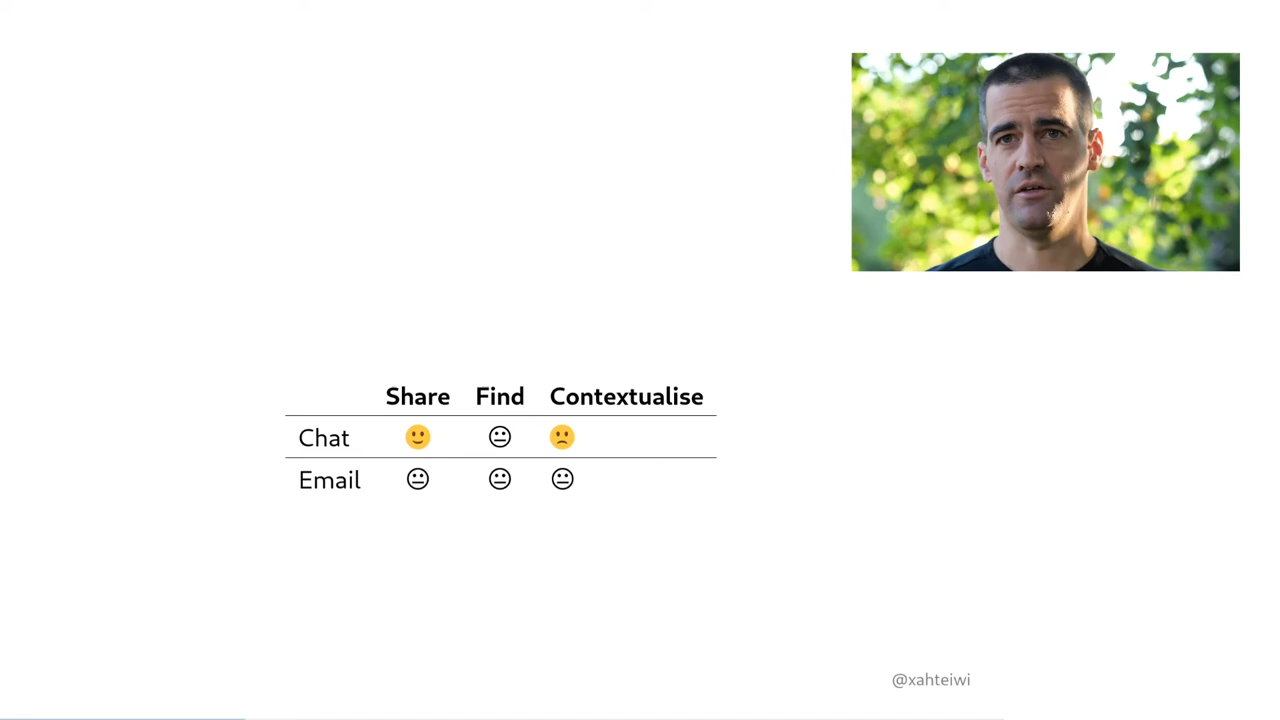 Share Find Contextualise
Chat 🙂 😐 🙁
Email 😐 😐 😐
@xahteiwi